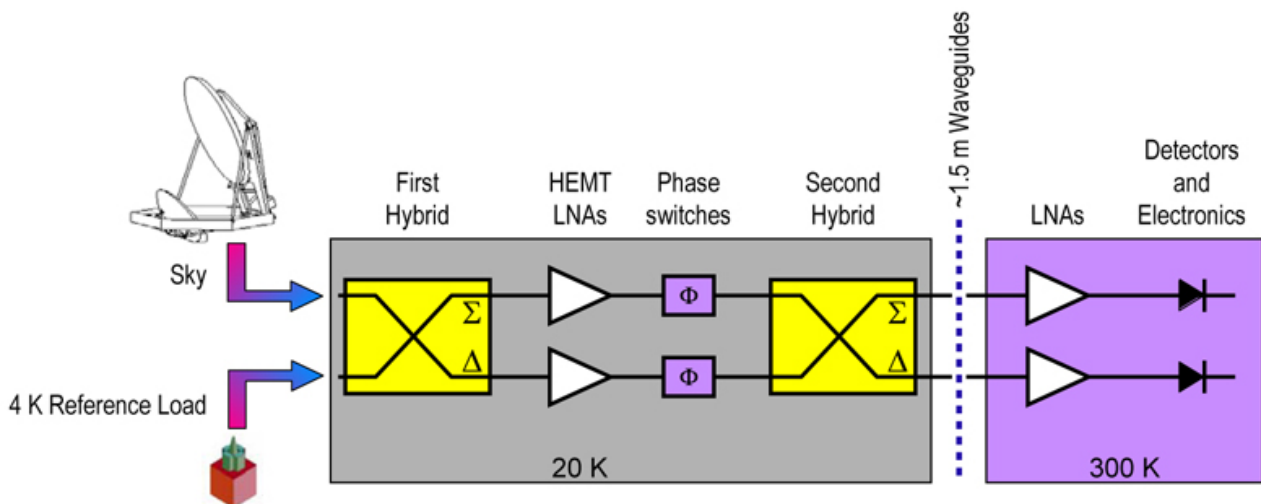 ~1.5 m Waveguides
First
Hybrid
HEMT
LNAs
Phase
switches
Second
Hybrid
LNAs
Detectors
and
Electronics
Sky
Σ
Φ
Σ
Δ
Φ
Δ
4 K Reference Load
20 K
300 K